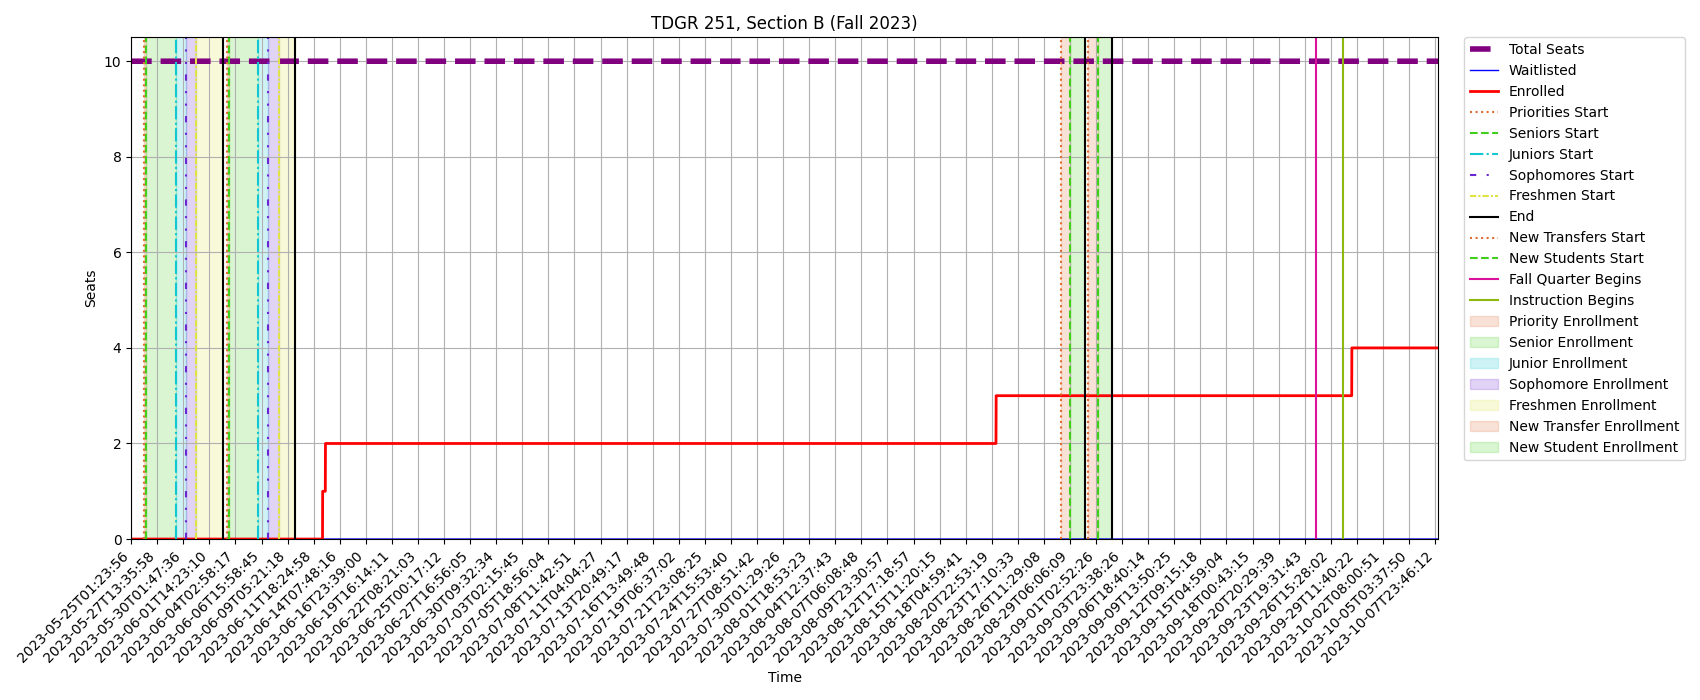 TDGR 251, Section B (Fall 2023)
10
8
6
4
2
0
Seats
2023-05-25T01:23:56
2023-05-27T13:35:58
2023-05-30T01:47:36
2023-06-01T14:23:10
2023-06-04T02:58:17
2023-06-06T15:58:45
2023-06-09T05:21:18
2023-06-11T18:24:58
2023-06-14T07:48:16
2023-06-16T23:39:00
2023-06-19T16:14:11
2023-06-22T08:21:03
2023-06-25T00:17:12
2023-06-27T16:56:05
2023-06-30T09:32:34
2023-07-03T02:15:45
2023-07-05T18:56:04
2023-07-08T11:42:51
2023-07-11T04:04:27
2023-07-13T20:49:17
2023-07-16T13:49:48
2023-07-19T06:37:02
2023-07-21T23:08:25
2023-07-24T15:53:40
2023-07-27T08:51:42
2023-07-30T01:29:26
2023-08-01T18:53:23
2023-08-04T12:37:43
2023-08-07T06:08:48
2023-08-09T23:30:57
2023-08-12T17:18:57
2023-08-15T11:20:15
2023-08-18T04:59:41
2023-08-20T22:53:19
2023-08-23T17:10:33
2023-08-26T11:29:08
2023-08-29T06:06:09
2023-09-01T02:52:26
2023-09-03T23:38:26
2023-09-06T18:40:14
2023-09-09T13:50:25
2023-09-12T09:15:18
2023-09-15T04:59:04
2023-09-18T00:43:15
2023-09-20T20:29:39
2023-09-23T19:31:43
2023-09-26T15:28:02
2023-09-29T11:40:22
2023-10-02T08:00:51
2023-10-05T03:37:50
2023-10-07T23:46:12
Time
Total Seats
Waitlisted
Enrolled
Priorities Start
Seniors Start
Juniors Start
Sophomores Start
Freshmen Start
End
New Transfers Start
New Students Start
Fall Quarter Begins
Instruction Begins
Priority Enrollment
Senior Enrollment
Junior Enrollment
Sophomore Enrollment
Freshmen Enrollment
New Transfer Enrollment
New Student Enrollment